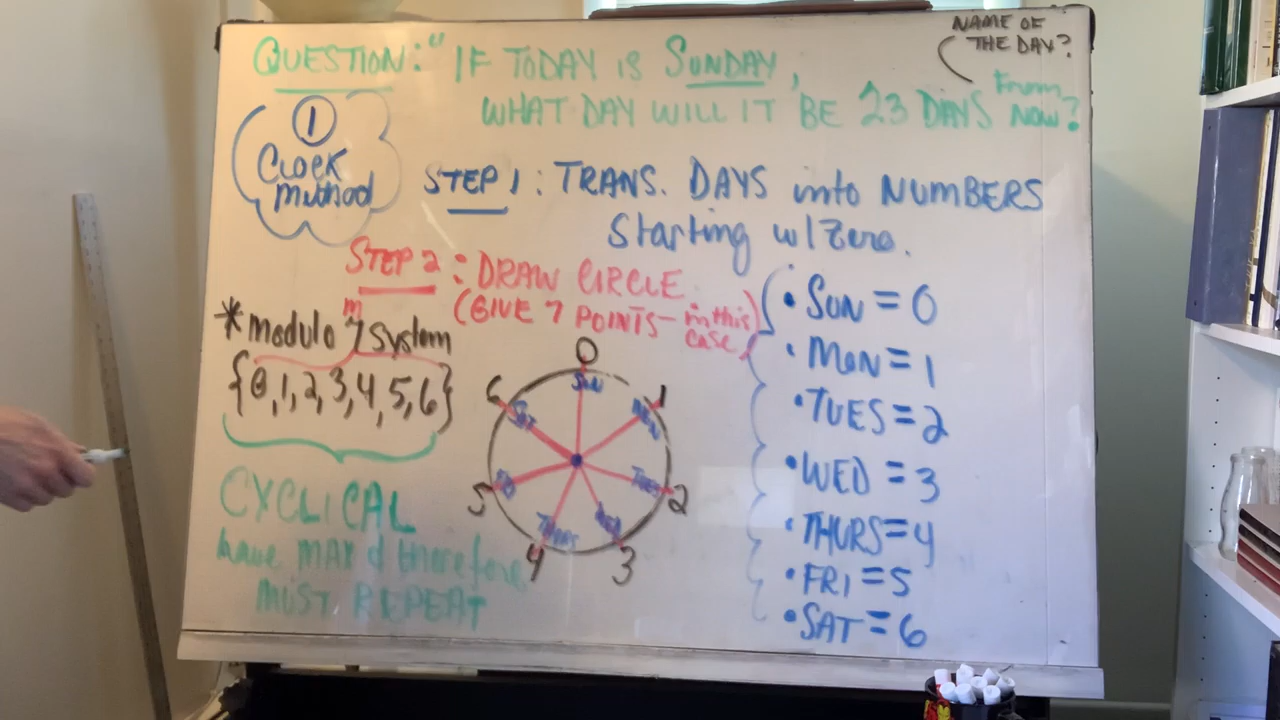 NAME OF
THE DAY?
QUESTION: "IF TODAY IS SUNDAY,
WHAT DAY WILL IT BE 23 DAYS From
NOW?
1
CLOCK
method
STEP 1: TRANS. DAYS into NUMBERS
Starting w/ Zero.
STEP 2: DRAW CIRCLE
(GIVE 7 POINTS - in this
case)
m
*modulo 7 system
{0,1,2,3,4,5,6}
CYCLICAL
have MAX & therefore
MUST REPEAT
0
1
2
3
4
5
6
SUN
MON
TUES
WED
THURS
SAT
• SUN = 0
• MON = 1
• TUES = 2
• WED = 3
• THURS = 4
• FRI = 5
• SAT = 6